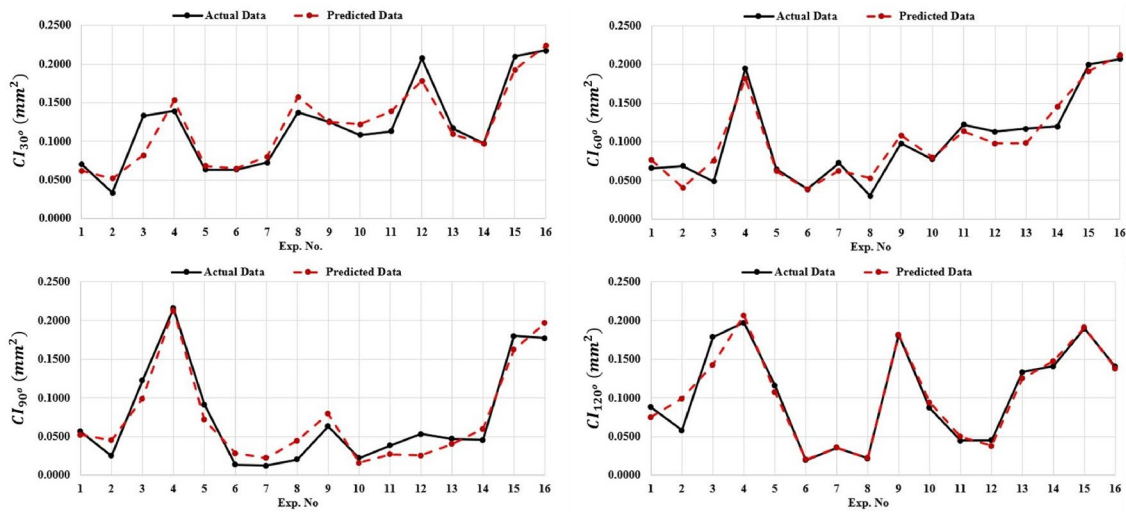 Actual Data Predicted Data
CI30o (mm2)
0.2500
0.2000
0.1500
0.1000
0.0500
0.0000
1 2 3 4 5 6 7 8 9 10 11 12 13 14 15 16
Exp. No.
Actual Data Predicted Data
CI60o (mm2)
0.2500
0.2000
0.1500
0.1000
0.0500
0.0000
1 2 3 4 5 6 7 8 9 10 11 12 13 14 15 16
Exp. No
Actual Data Predicted Data
CI90o (mm2)
0.2500
0.2000
0.1500
0.1000
0.0500
0.0000
1 2 3 4 5 6 7 8 9 10 11 12 13 14 15 16
Exp. No
Actual Data Predicted Data
CI120o (mm2)
0.2500
0.2000
0.1500
0.1000
0.0500
0.0000
1 2 3 4 5 6 7 8 9 10 11 12 13 14 15 16
Exp. No